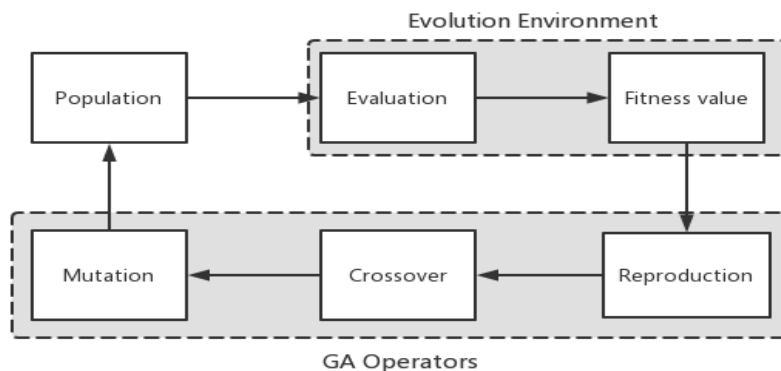 Evolution Environment
Population
Evaluation
Fitness value
Mutation
Crossover
Reproduction
GA Operators